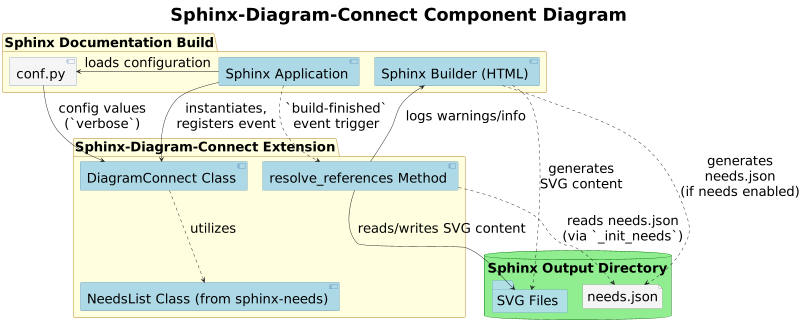 Sphinx-Diagram-Connect Component Diagram
Sphinx Documentation Build
loads configuration
conf.py
Sphinx Application
Sphinx Builder (HTML)
config values
(`verbose`)
instantiates,
registers event
`build-finished`
event trigger
logs warnings/info
Sphinx-Diagram-Connect Extension
DiagramConnect Class
resolve_references Method
generates
SVG content
generates
needs.json
(if needs enabled)
utilizes
reads/writes SVG content
reads needs.json
(via `_init_needs`)
Sphinx Output Directory
NeedsList Class (from sphinx-needs)
SVG Files
needs.json